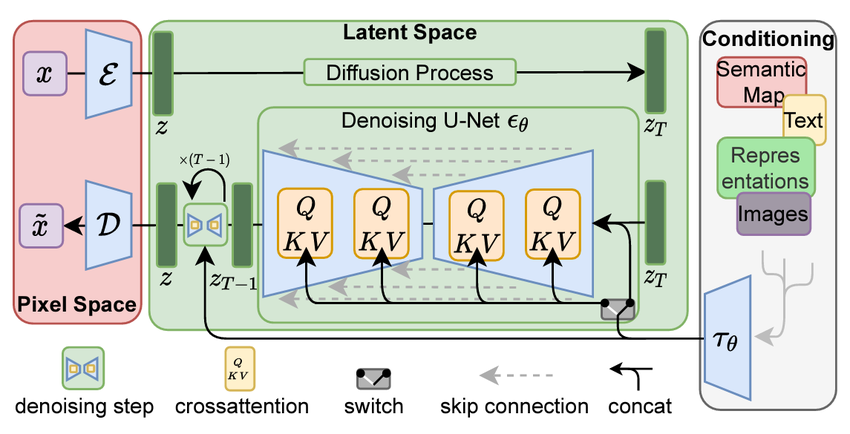 Latent Space
Conditioning
x
ℰ
Diffusion Process
z
z_T
Semantic
Map
Text
Repres
entations
Images
Denoising U-Net ϵ_θ
×(T−1)
x̃
𝒟
Q
KV
Q
KV
Q
KV
Q
KV
z
z_{T−1}
z_T
Pixel Space
τ_θ
Q
KV
denoising step
crossattention
switch
skip connection
concat